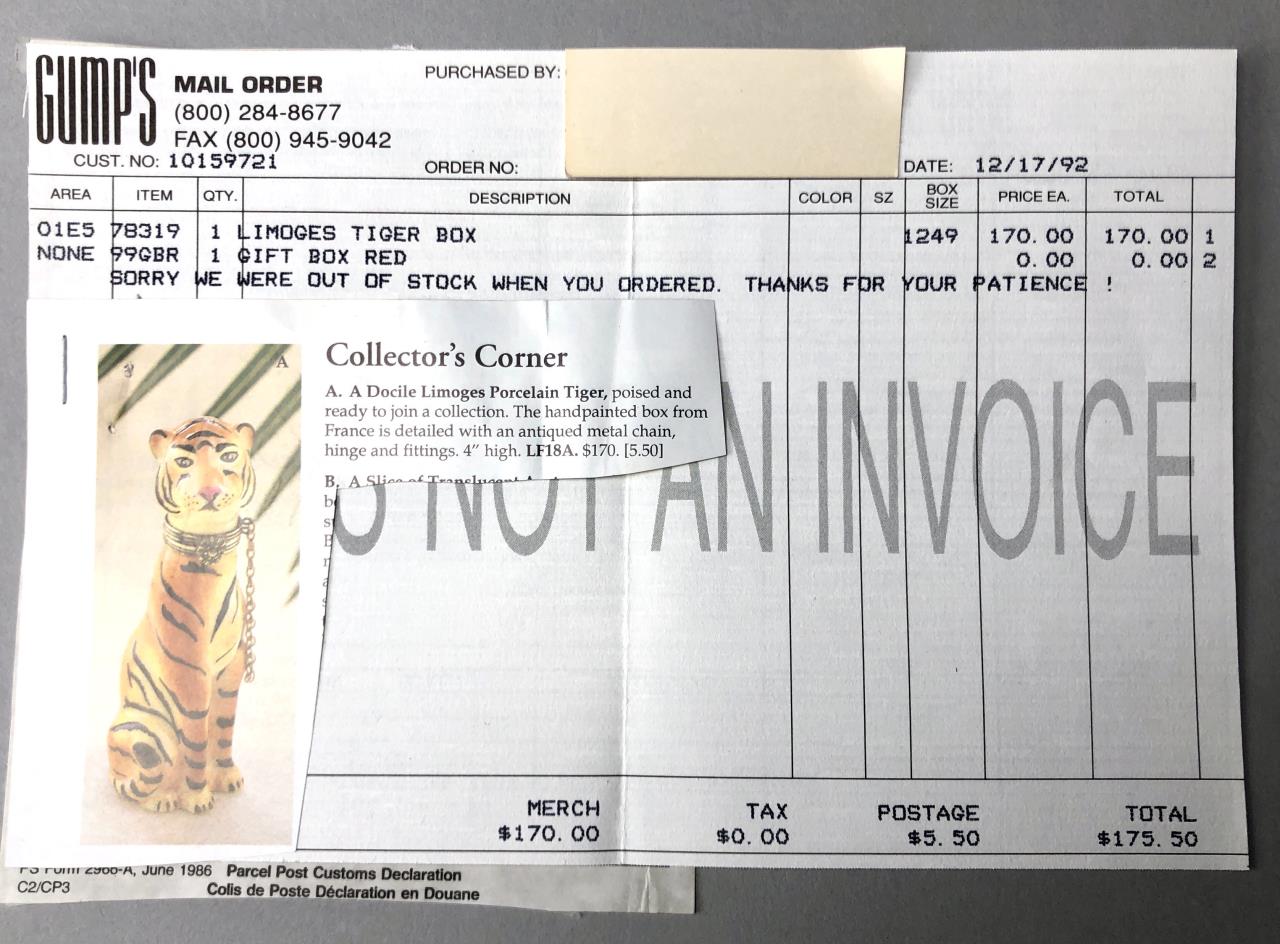 GUMP'S
MAIL ORDER
(800) 284-8677
FAX (800) 945-9042
PURCHASED BY:
CUST. NO: 10159721 ORDER NO: DATE: 12/17/92
AREA ITEM QTY. DESCRIPTION COLOR SZ BOX SIZE PRICE EA. TOTAL
01E5 78319 1 LIMOGES TIGER BOX 1249 170.00 170.00 1
NONE 99GBR 1 GIFT BOX RED 0.00 0.00 2
SORRY WE WERE OUT OF STOCK WHEN YOU ORDERED. THANKS FOR YOUR PATIENCE !
A
Collector's Corner
A. A Docile Limoges Porcelain Tiger, poised and
ready to join a collection. The handpainted box from
France is detailed with an antiqued metal chain,
hinge and fittings. 4" high. LF18A. $170. [5.50]
B. A Slice of Translucent
NOT AN INVOICE
MERCH TAX POSTAGE TOTAL
$170.00 $0.00 $5.50 $175.50
PS Form 2966-A, June 1986 Parcel Post Customs Declaration
C2/CP3 Colis de Poste Déclaration en Douane